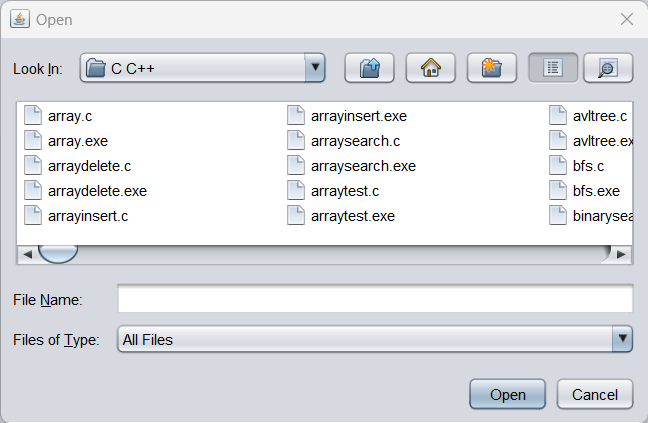 Open
Look In: C C++
array.c
array.exe
arraydelete.c
arraydelete.exe
arrayinsert.c
arrayinsert.exe
arraysearch.c
arraysearch.exe
arraytest.c
arraytest.exe
avltree.c
avltree.ex
bfs.c
bfs.exe
binarysea
File Name:
Files of Type: All Files
Open Cancel